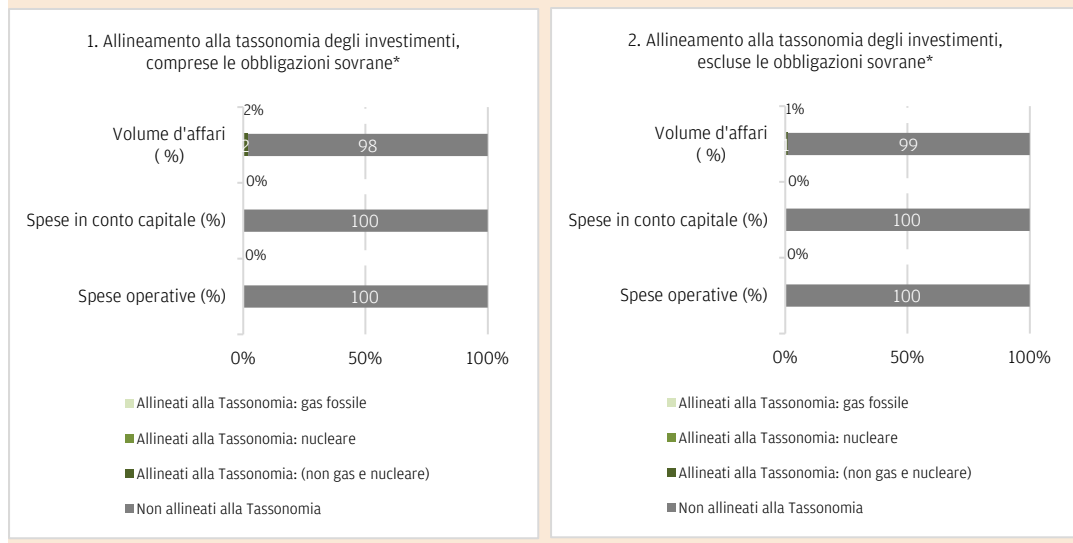 1. Allineamento alla tassonomia degli investimenti,
comprese le obbligazioni sovrane*
2%
Volume d'affari
( %)
2
98
0%
Spese in conto capitale (%)
100
0%
Spese operative (%)
100
0%
50%
100%
Allineati alla Tassonomia: gas fossile
Allineati alla Tassonomia: nucleare
Allineati alla Tassonomia: (non gas e nucleare)
Non allineati alla Tassonomia
2. Allineamento alla tassonomia degli investimenti,
escluse le obbligazioni sovrane*
1%
Volume d'affari
( %)
1
99
0%
Spese in conto capitale (%)
100
0%
Spese operative (%)
100
0%
50%
100%
Allineati alla Tassonomia: gas fossile
Allineati alla Tassonomia: nucleare
Allineati alla Tassonomia: (non gas e nucleare)
Non allineati alla Tassonomia